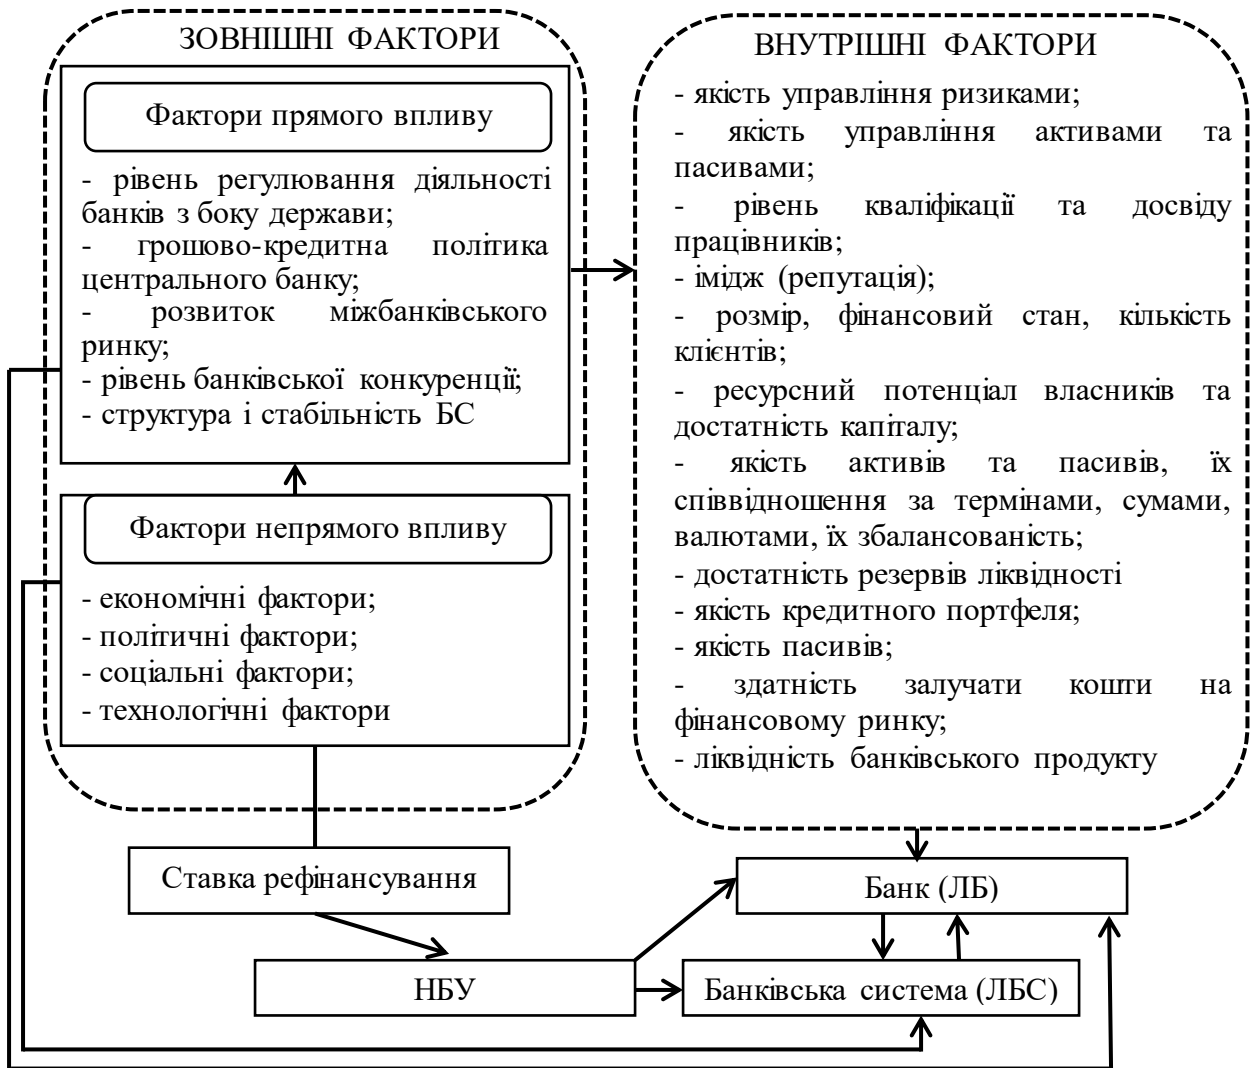 ЗОВНІШНІ ФАКТОРИ
Фактори прямого впливу
- рівень регулювання діяльності
банків з боку держави;
- грошово-кредитна політика
центрального банку;
- розвиток міжбанківського
ринку;
- рівень банківської конкуренції;
- структура і стабільність БС
Фактори непрямого впливу
- економічні фактори;
- політичні фактори;
- соціальні фактори;
- технологічні фактори
ВНУТРІШНІ ФАКТОРИ
- якість управління ризиками;
- якість управління активами та
пасивами;
- рівень кваліфікації та досвіду
працівників;
- імідж (репутація);
- розмір, фінансовий стан, кількість
клієнтів;
- ресурсний потенціал власників та
достатність капіталу;
- якість активів та пасивів, їх
співвідношення за термінами, сумами,
валютами, їх збалансованість;
- достатність резервів ліквідності
- якість кредитного портфеля;
- якість пасивів;
- здатність залучати кошти на
фінансовому ринку;
- ліквідність банківського продукту
Ставка рефінансування
Банк (ЛБ)
НБУ
Банківська система (ЛБС)